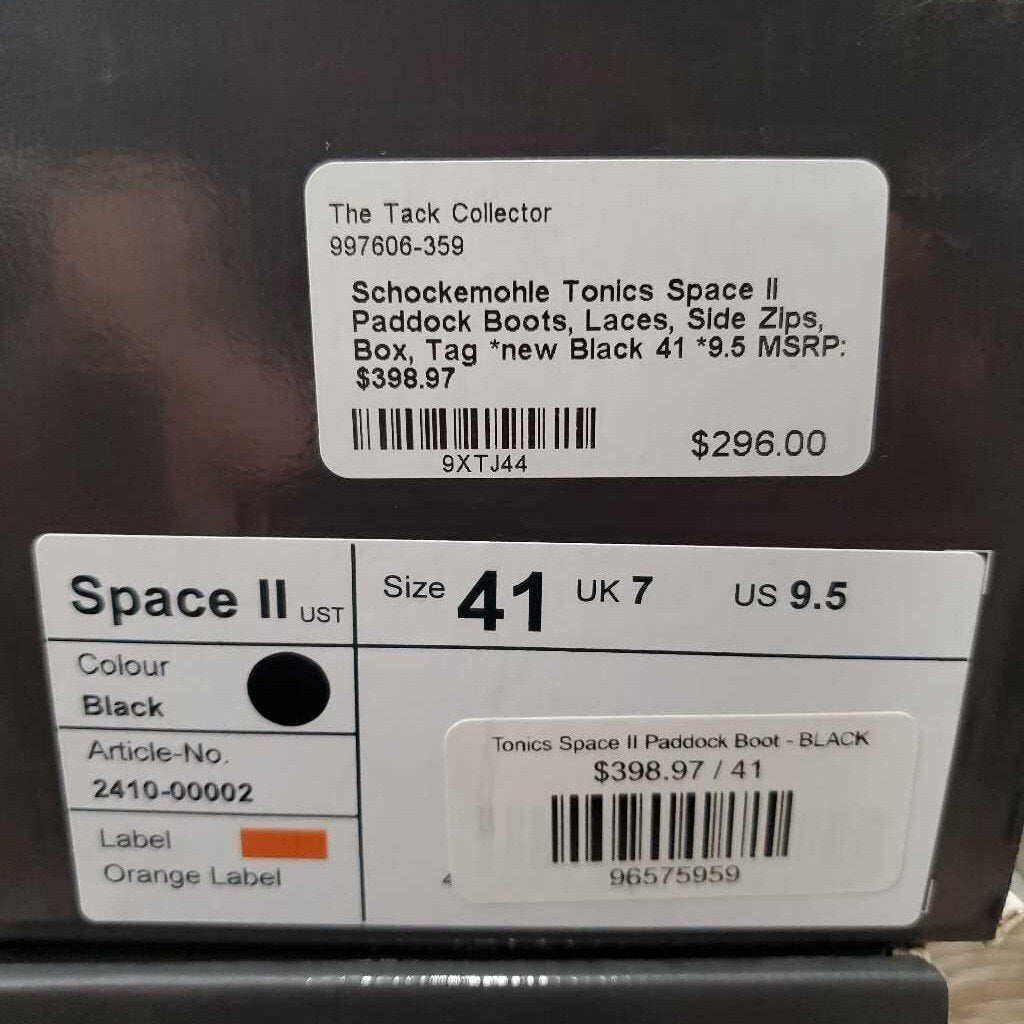 The Tack Collector
997606-359
Schockemohle Tonics Space II
Paddock Boots, Laces, Side Zips,
Box, Tag *new Black 41 *9.5 MSRP:
$398.97
9XTJ44
$296.00
Space II UST
Size 41 UK 7 US 9.5
Colour
Black
Article-No.
2410-00002
Label
Orange Label
Tonics Space II Paddock Boot - BLACK
$398.97 / 41
96575959
4